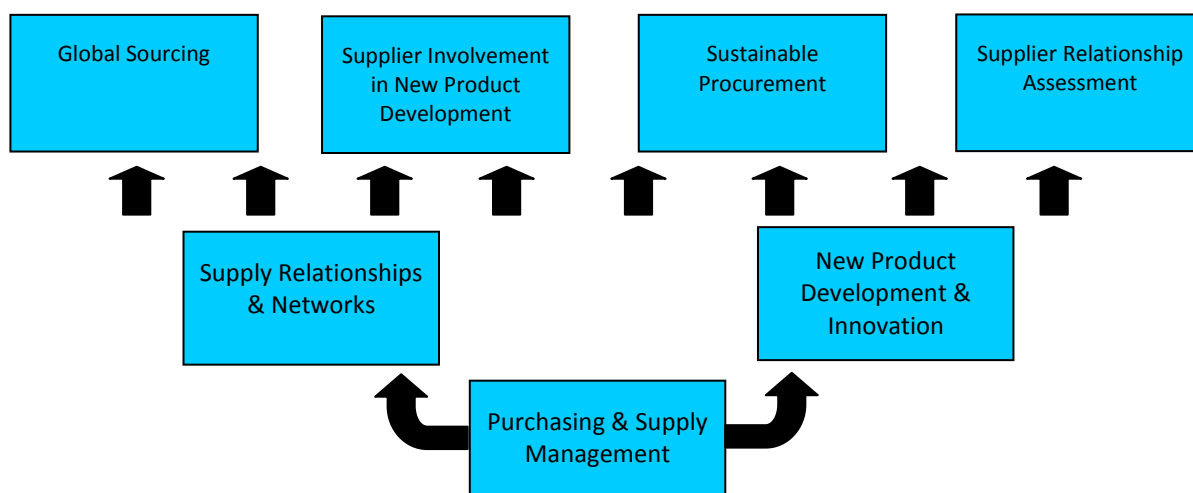 Global Sourcing
Supplier Involvement
in New Product
Development
Sustainable
Procurement
Supplier Relationship
Assessment
Supply Relationships
& Networks
New Product
Development &
Innovation
Purchasing & Supply
Management